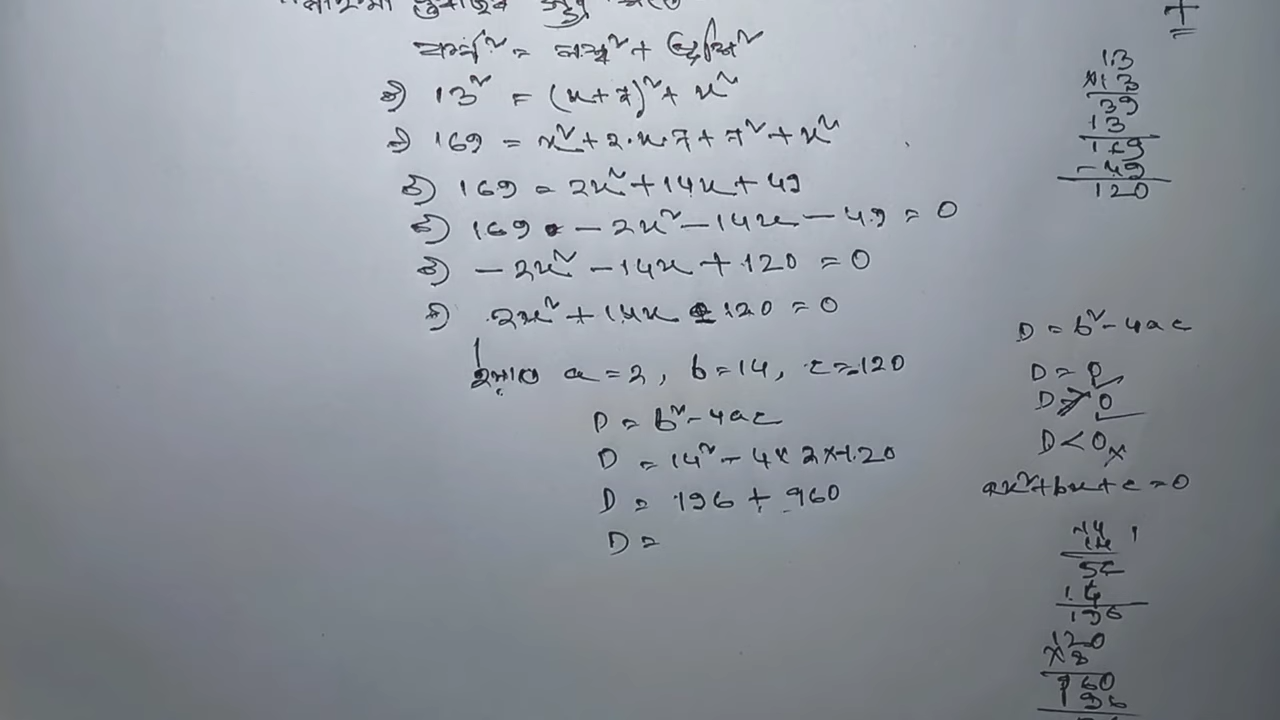 কর্ণ² = লম্ব² + ভূমি²
বা) 13² = (x+7)² + x²
বা) 169 = x² + 2.x.7 + 7² + x²
বা) 169 = 2x² + 14x + 49
বা) 169 - 2x² - 14x - 49 = 0
বা) - 2x² - 14x + 120 = 0
বা) 2x² + 14x - 120 = 0
a = 2, b = 14, c = -120
D = b² - 4ac
D = 14² - 4 × 2 × -120
D = 196 + 960
D =
13
×13
39
13
169
- 49
120
D = b² - 4ac
D = 0
D > 0
D < 0 ×
ax² + bx + c = 0
14
14
56
14
196
120
×8
960
196